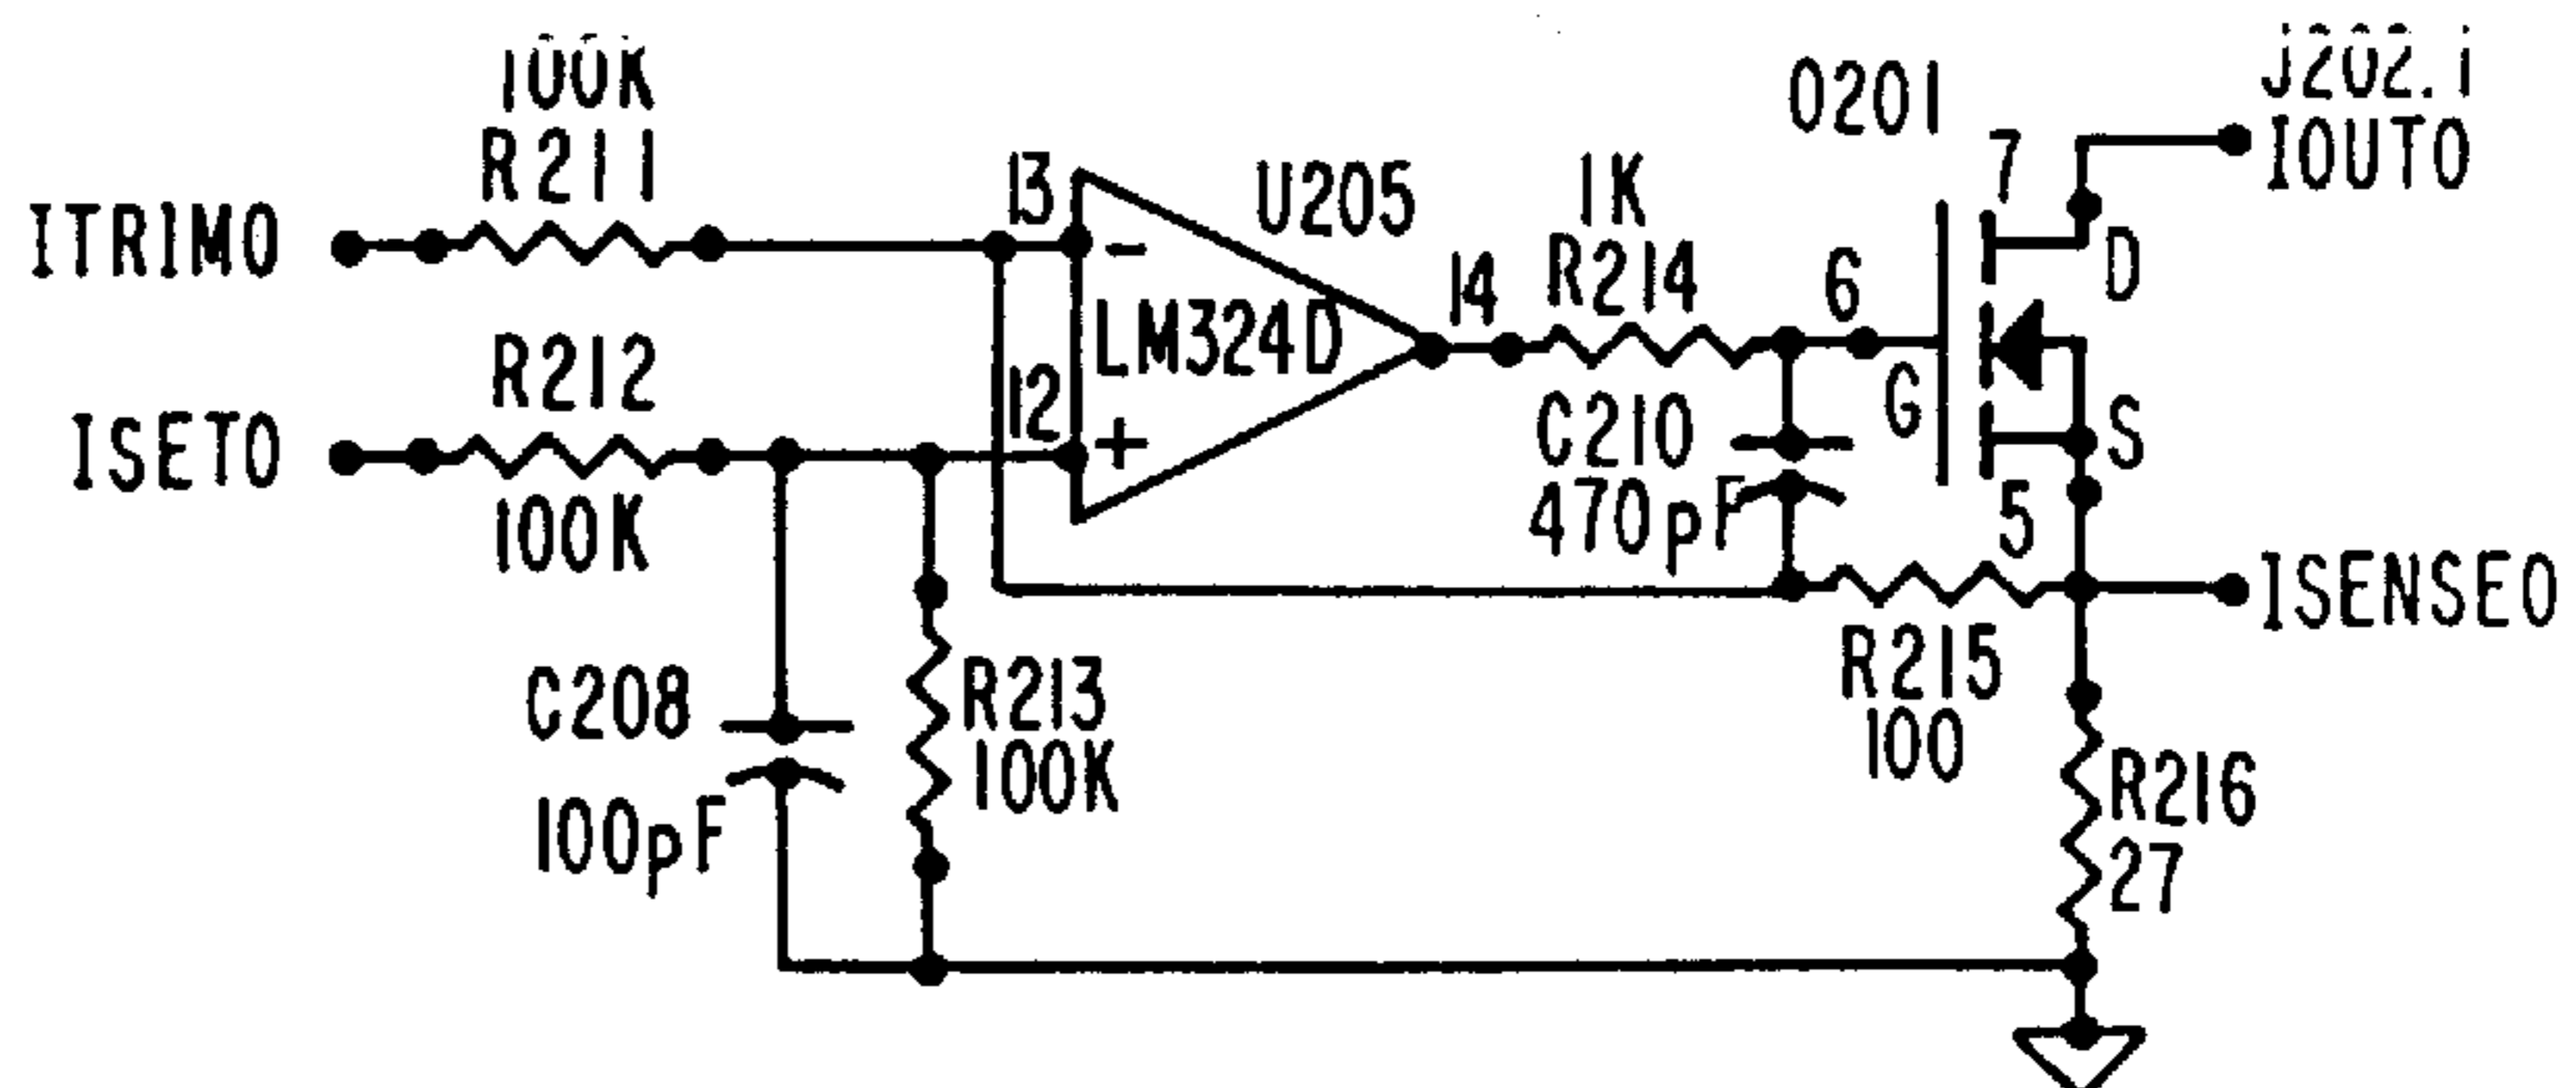 100K
R211
ITRIM0
13
-
U205
LM324D
14
1K
R214
6
G
0201
7
D
S
5
J202.1
IOUT0
R212
100K
ISET0
12
+
C210
470pF
R215
100
ISENSE0
C208
100pF
R213
100K
R216
27